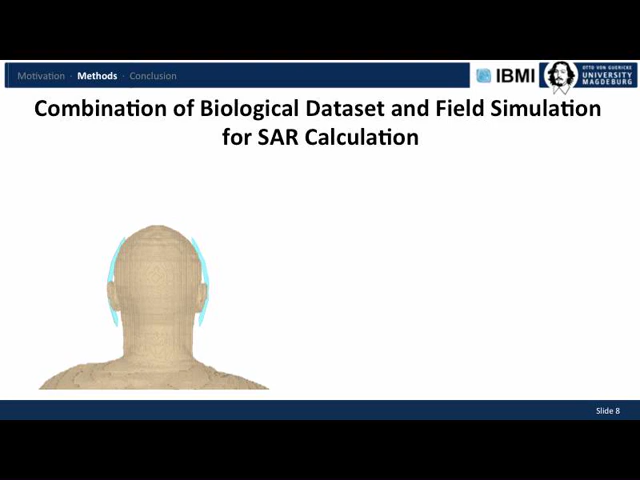 Motivation · Methods · Conclusion
IBMI
OTTO VON GUERICKE
UNIVERSITY
MAGDEBURG
Combination of Biological Dataset and Field Simulation
for SAR Calculation
Slide 8